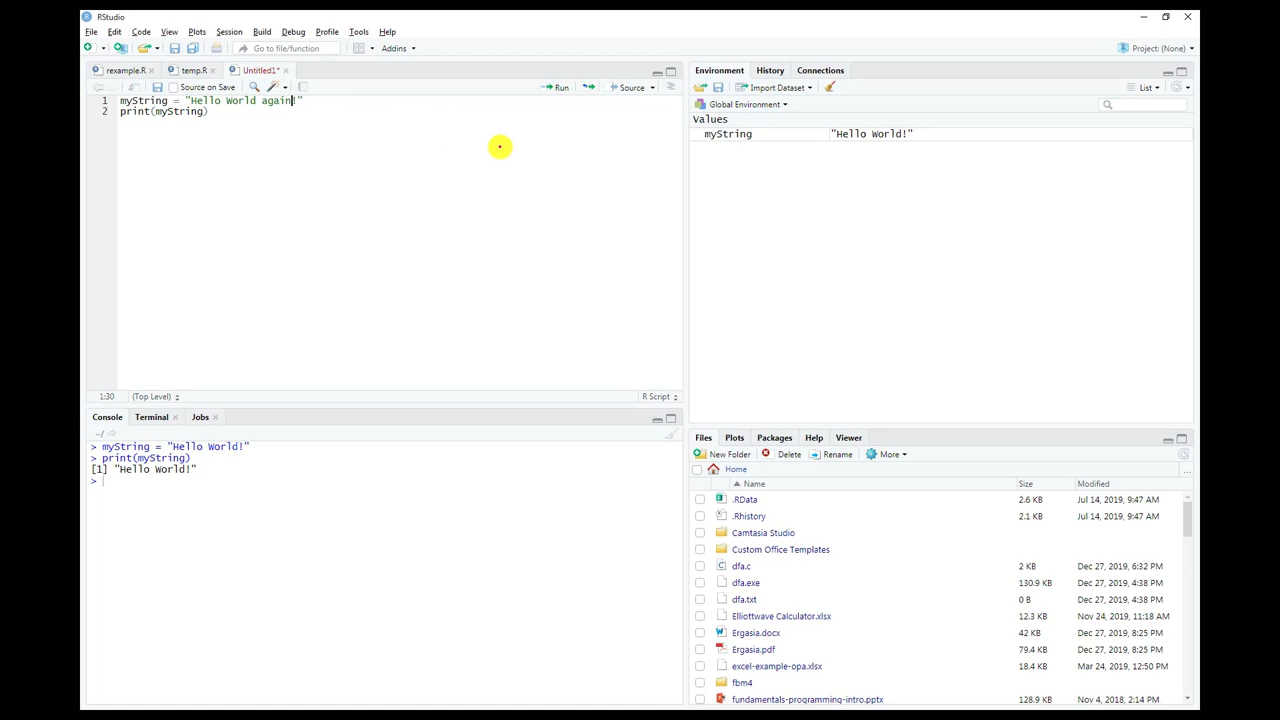 RStudio
File Edit Code View Plots Session Build Debug Profile Tools Help
Go to file/function Addins Project: (None)
rexample.R temp.R Untitled1*
Source on Save Run Source
1 myString = "Hello World again!"
2 print(myString)
1:30 (Top Level) R Script
Console Terminal Jobs
~/
> myString = "Hello World!"
> print(myString)
[1] "Hello World!"
>
Environment History Connections
Import Dataset List
Global Environment
Values
myString "Hello World!"
Files Plots Packages Help Viewer
New Folder Delete Rename More
Home ...
Name Size Modified
.RData 2.6 KB Jul 14, 2019, 9:47 AM
.Rhistory 2.1 KB Jul 14, 2019, 9:47 AM
Camtasia Studio
Custom Office Templates
dfa.c 2 KB Dec 27, 2019, 6:32 PM
dfa.exe 130.9 KB Dec 27, 2019, 4:38 PM
dfa.txt 0 B Dec 27, 2019, 4:38 PM
Elliottwave Calculator.xlsx 12.3 KB Nov 24, 2019, 11:18 AM
Ergasia.docx 42 KB Dec 27, 2019, 8:25 PM
Ergasia.pdf 79.4 KB Dec 27, 2019, 8:25 PM
excel-example-opa.xlsx 18.4 KB Mar 24, 2019, 12:50 PM
fbm4
fundamentals-programming-intro.pptx 128.9 KB Nov 4, 2018, 2:14 PM